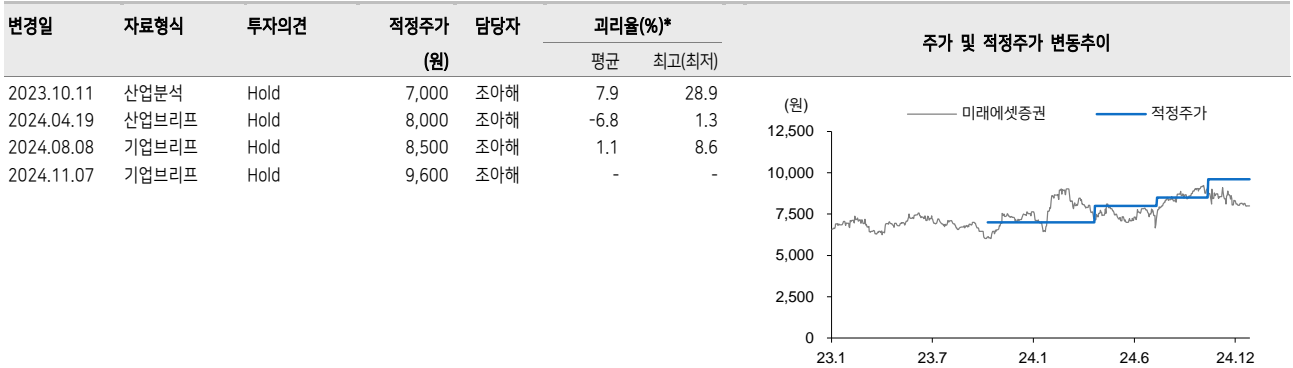 변경일 자료형식 투자의견 적정주가 담당자 괴리율(%)* 주가 및 적정주가 변동추이
(원) 평균 최고(최저)
2023.10.11 산업분석 Hold 7,000 조아해 7.9 28.9
2024.04.19 산업브리프 Hold 8,000 조아해 -6.8 1.3
2024.08.08 기업브리프 Hold 8,500 조아해 1.1 8.6
2024.11.07 기업브리프 Hold 9,600 조아해 - -
(원) 미래에셋증권 적정주가
12,500
10,000
7,500
5,000
2,500
0
23.1 23.7 24.1 24.6 24.12